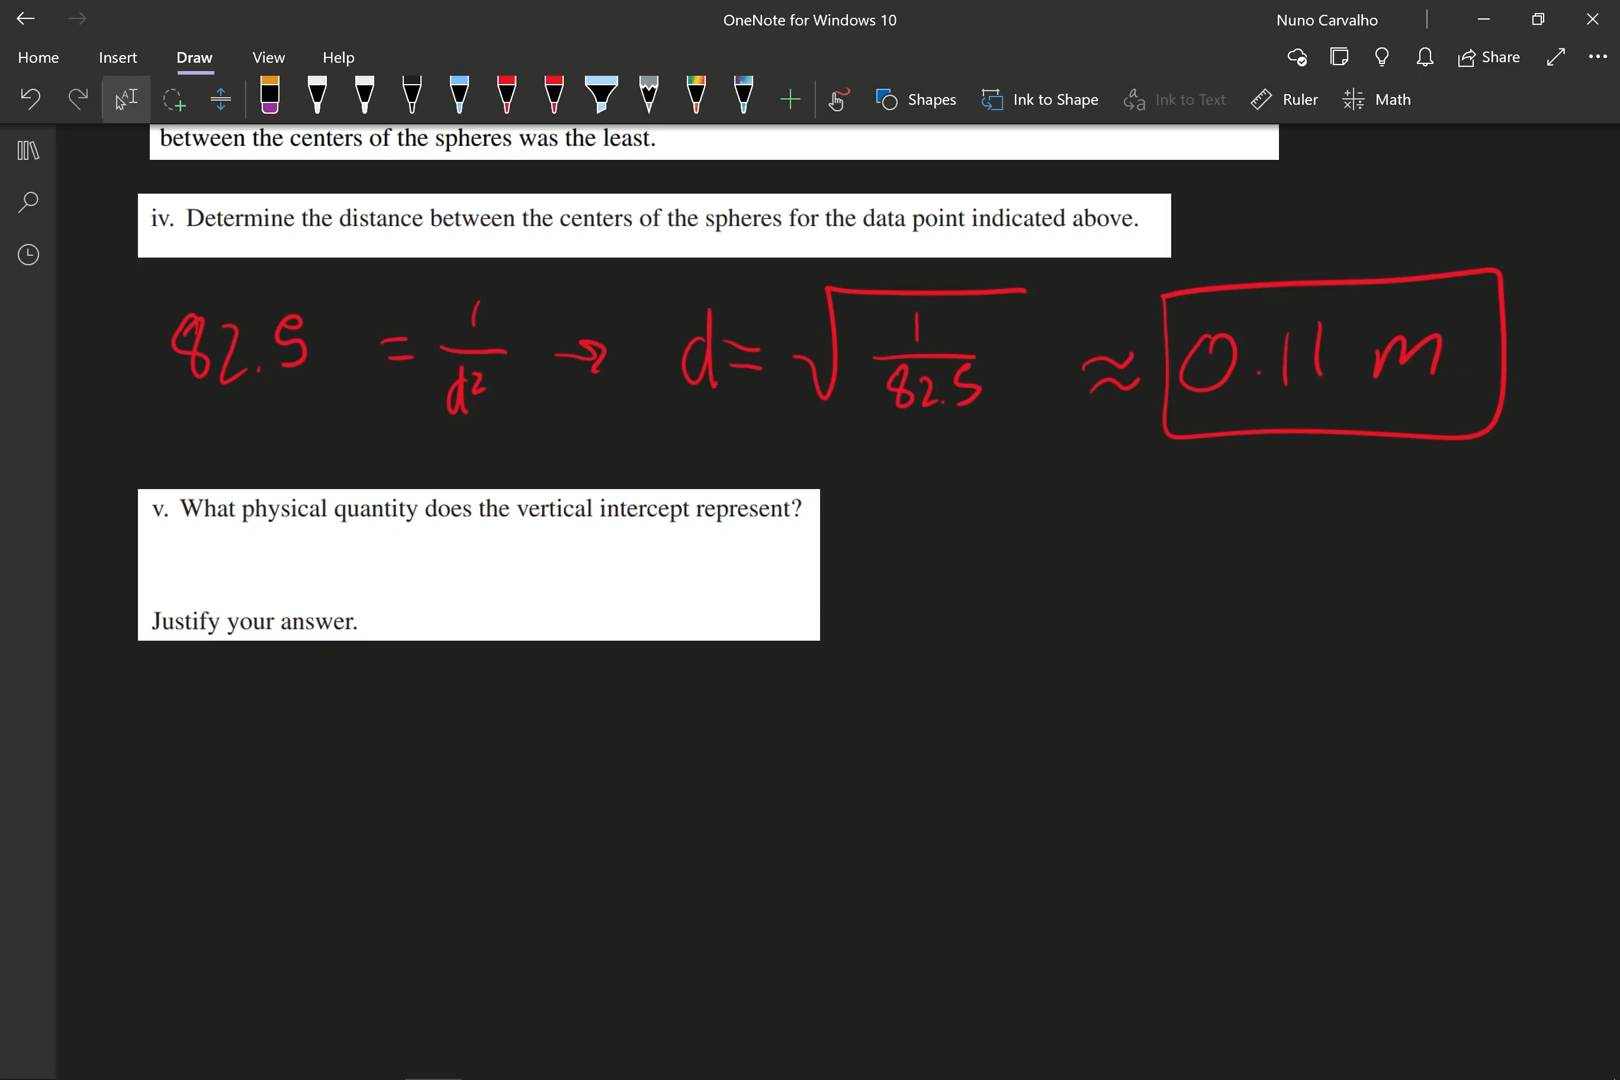 OneNote for Windows 10
Nuno Carvalho
Home Insert Draw View Help
Share
Shapes Ink to Shape Ink to Text Ruler Math
between the centers of the spheres was the least.
iv. Determine the distance between the centers of the spheres for the data point indicated above.
82.5 = 1/d² → d = √(1/82.5) ≈ 0.11 m
v. What physical quantity does the vertical intercept represent?
Justify your answer.